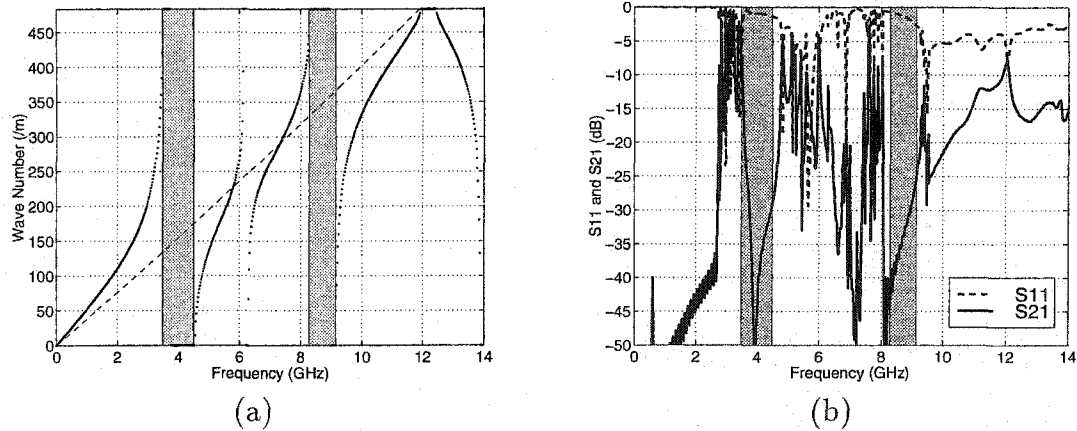 450
400
350
300
250
200
150
100
50
0
Wave Number (/m)
0 2 4 6 8 10 12 14
Frequency (GHz)
(a)
0
-5
-10
-15
-20
-25
-30
-35
-40
-45
-50
S11 and S21 (dB)
S11
S21
0 2 4 6 8 10 12 14
Frequency (GHz)
(b)